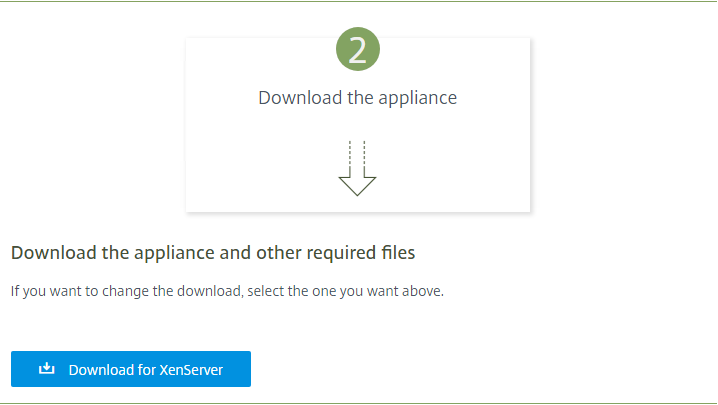 2
Download the appliance
Download the appliance and other required files
If you want to change the download, select the one you want above.
Download for XenServer